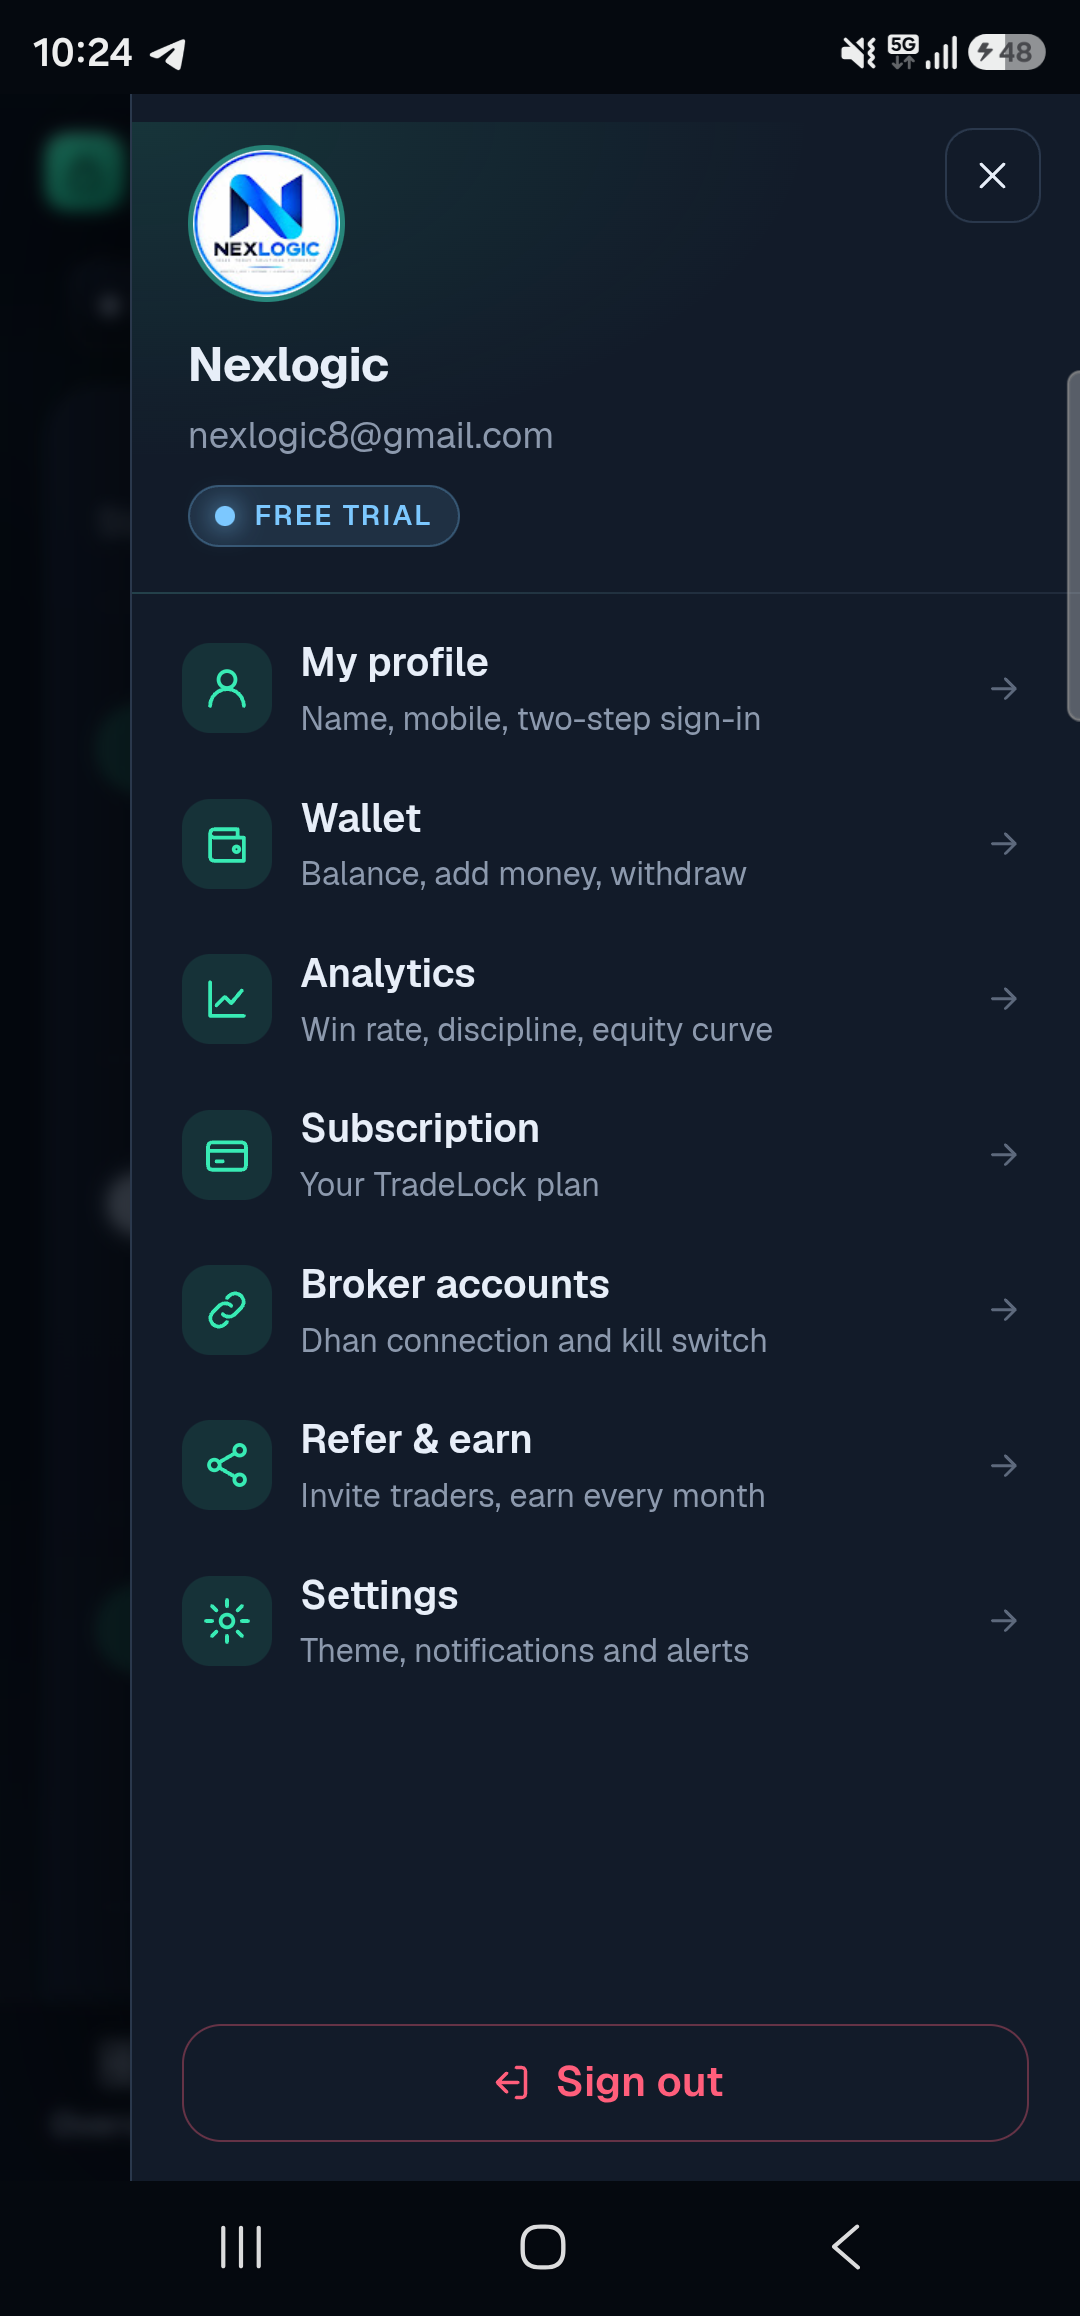 10:24
5G
48
NEXLOGIC
Nexlogic
nexlogic8@gmail.com
FREE TRIAL
My profile
Name, mobile, two-step sign-in
Wallet
Balance, add money, withdraw
Analytics
Win rate, discipline, equity curve
Subscription
Your TradeLock plan
Broker accounts
Dhan connection and kill switch
Refer & earn
Invite traders, earn every month
Settings
Theme, notifications and alerts
Sign out